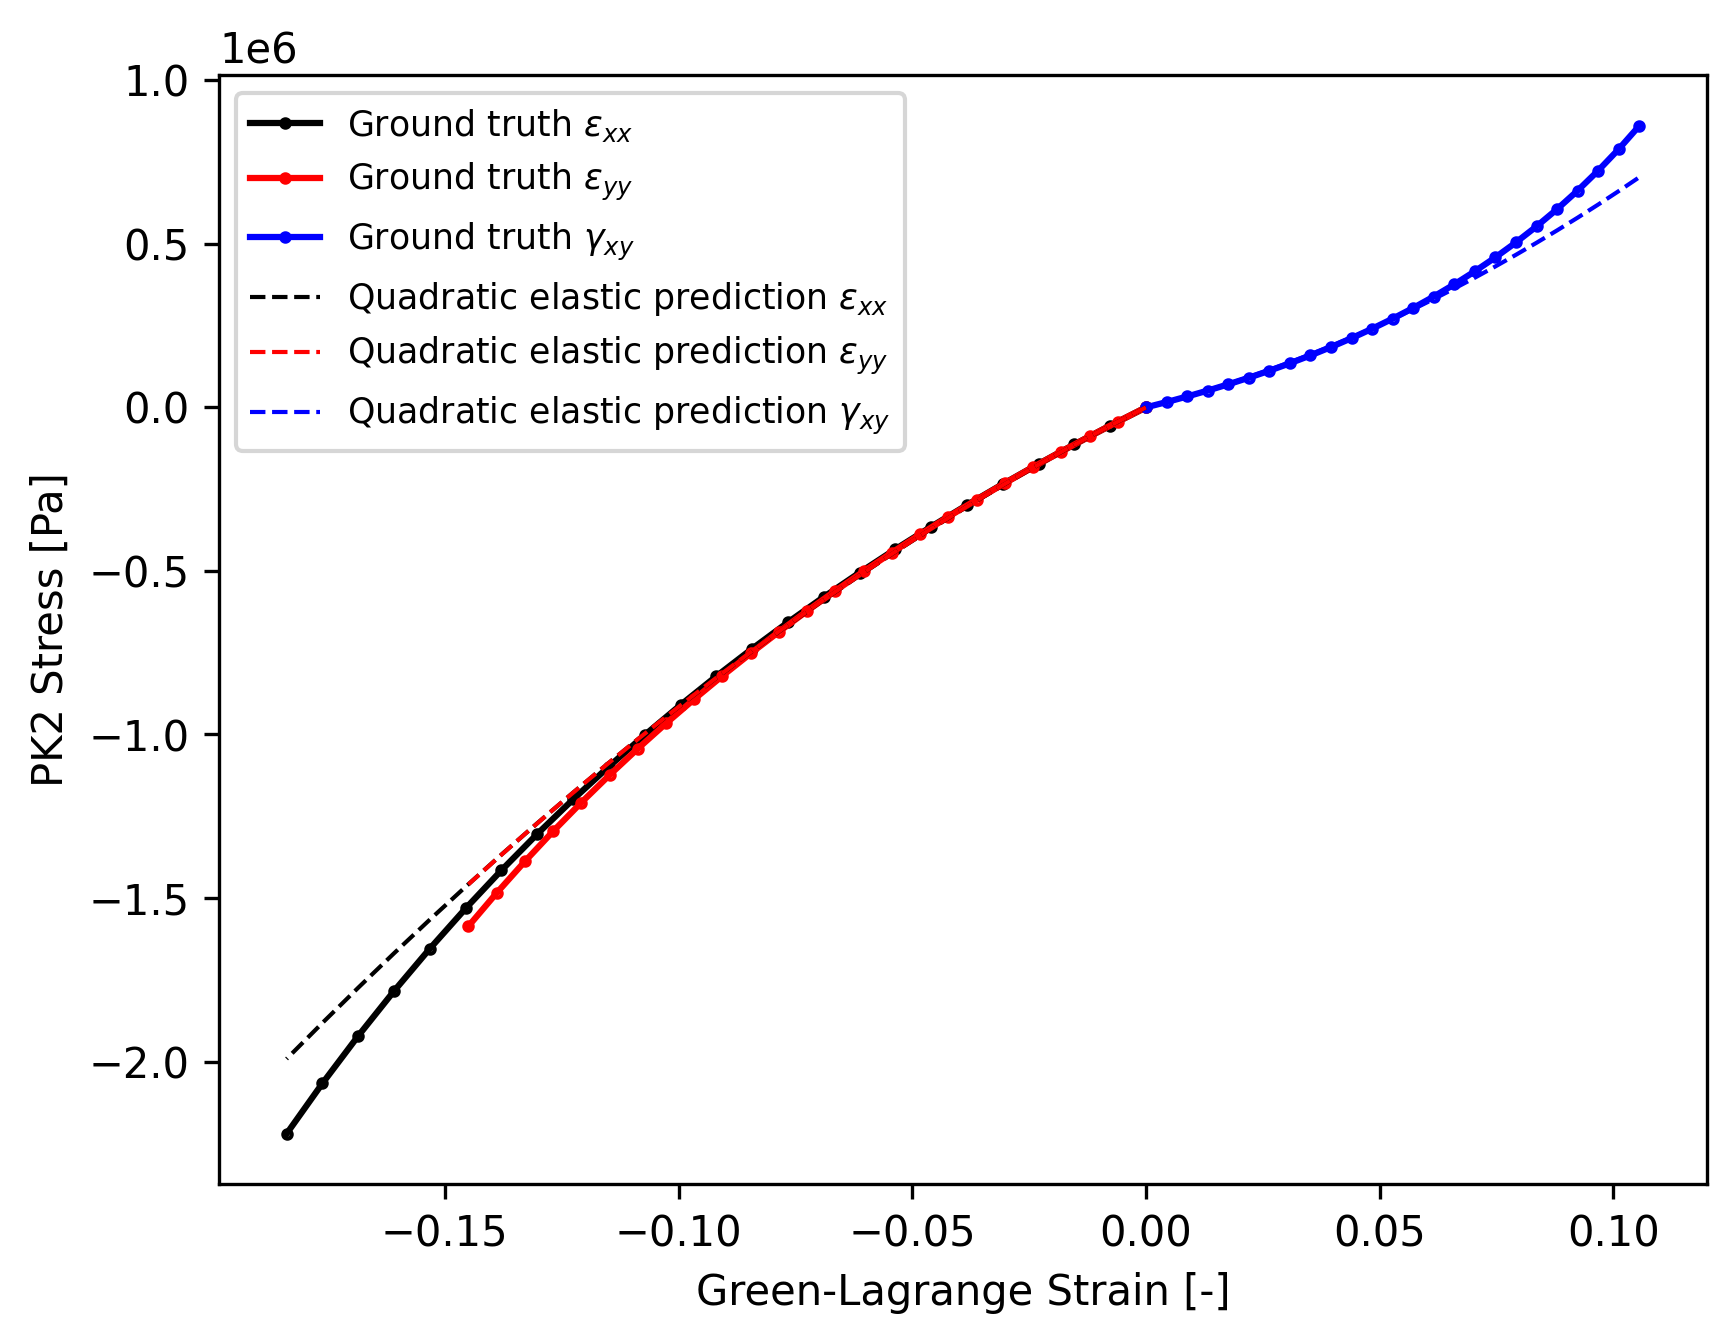 1e6
1.0
0.5
0.0
−0.5
−1.0
−1.5
−2.0
PK2 Stress [Pa]
Ground truth εxx
Ground truth εyy
Ground truth γxy
Quadratic elastic prediction εxx
Quadratic elastic prediction εyy
Quadratic elastic prediction γxy
−0.15 −0.10 −0.05 0.00 0.05 0.10
Green-Lagrange Strain [-]